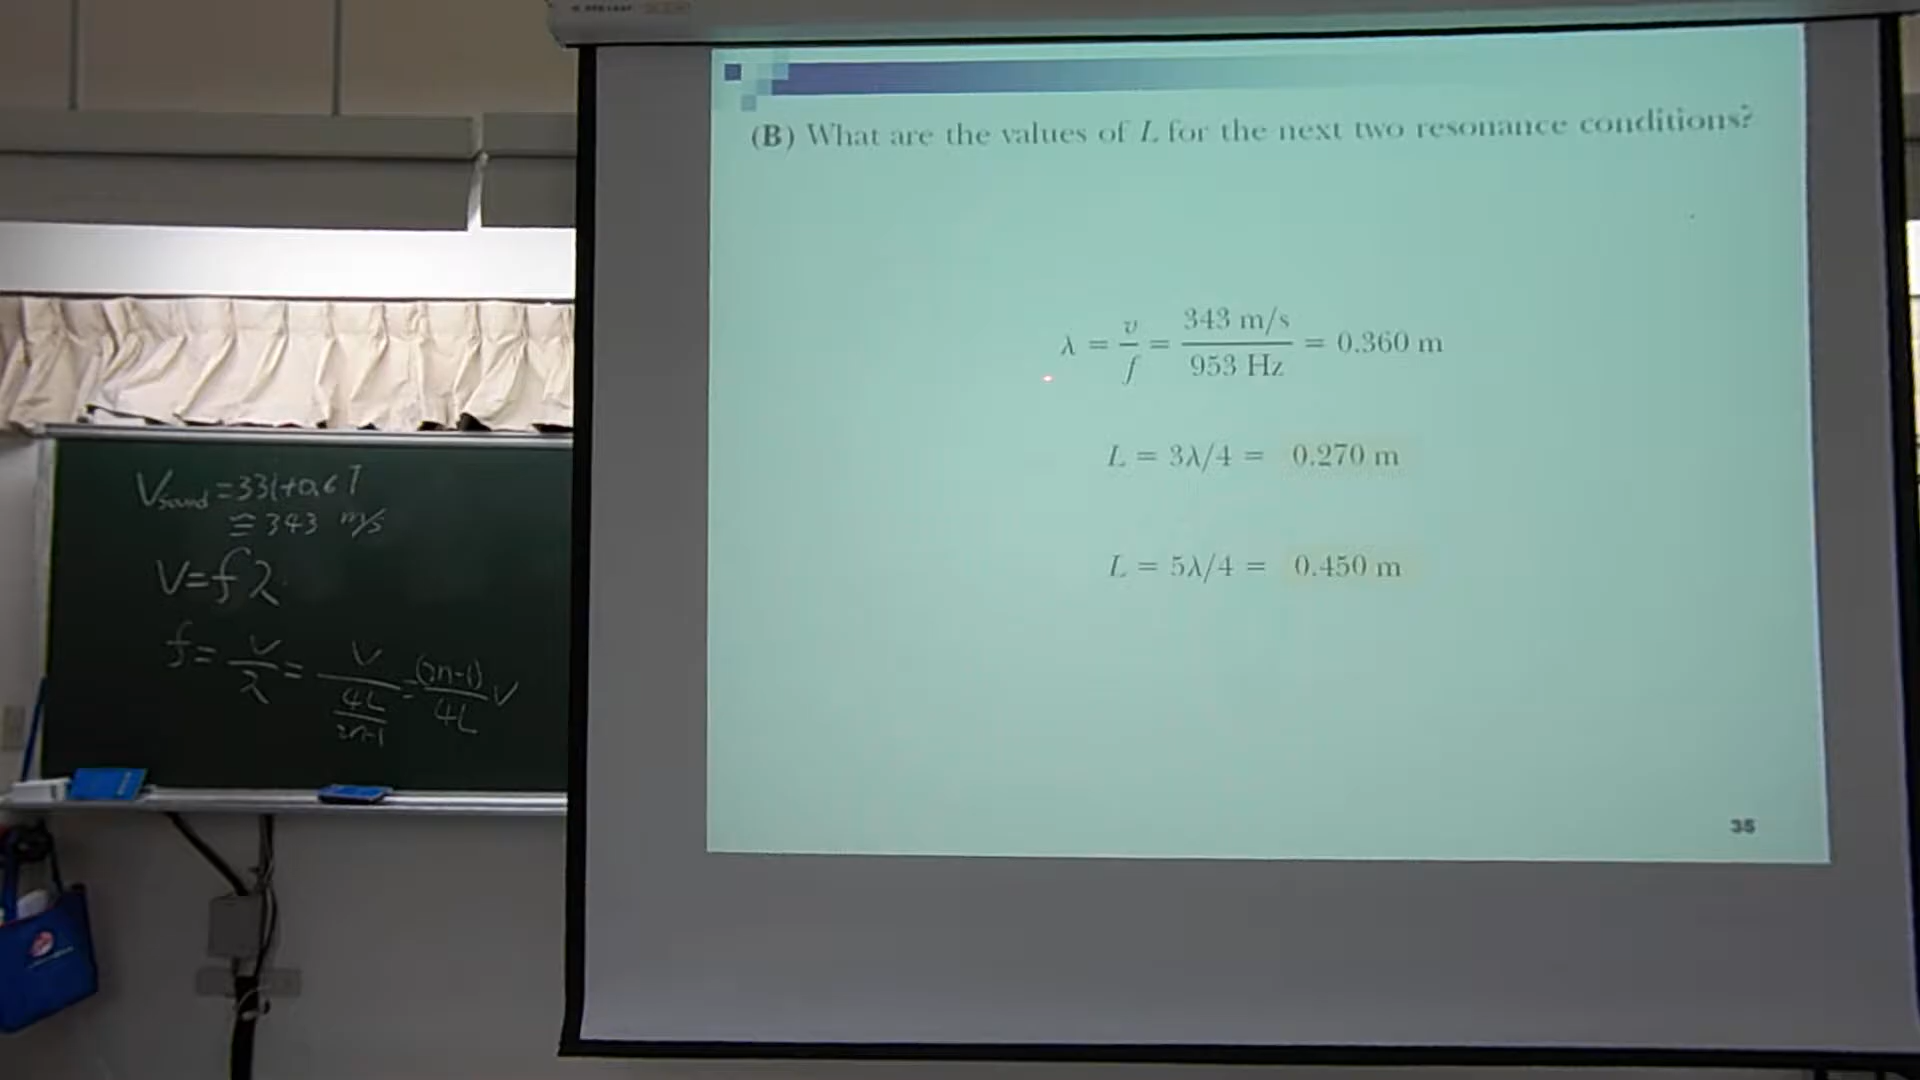 (B) What are the values of L for the next two resonance conditions?
λ = v/f = 343 m/s / 953 Hz = 0.360 m
L = 3λ/4 = 0.270 m
L = 5λ/4 = 0.450 m
35
Vsound = 331+0.6T
≅ 343 m/s
V=fλ
f = V/λ = V/(4L/(2n-1)) = (2n-1)/4L V